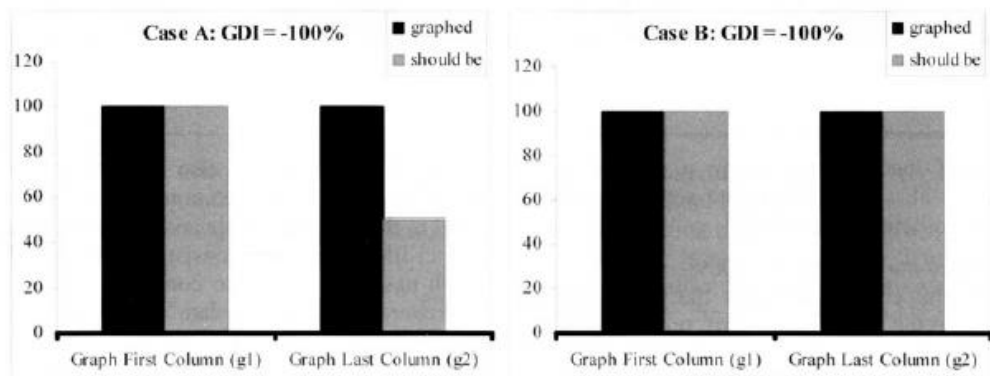 Case A: GDI = -100%
graphed
should be
120
100
80
60
40
20
0
Graph First Column (g1)
Graph Last Column (g2)
Case B: GDI = -100%
graphed
should be
120
100
80
60
40
20
0
Graph First Column (g1)
Graph Last Column (g2)